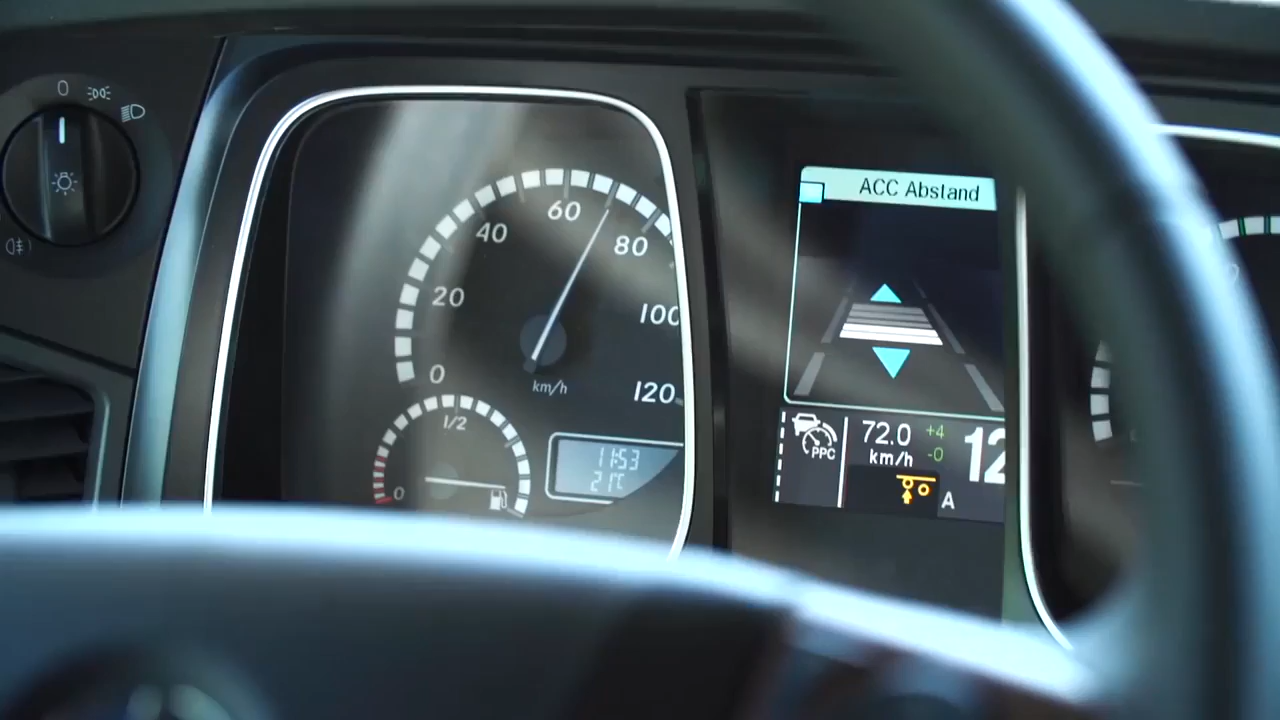 0
60
40
80
20
100
0
120
km/h
1/2
0
11:53
21°C
ACC Abstand
PPC
72.0
km/h
+4
-0
12
A